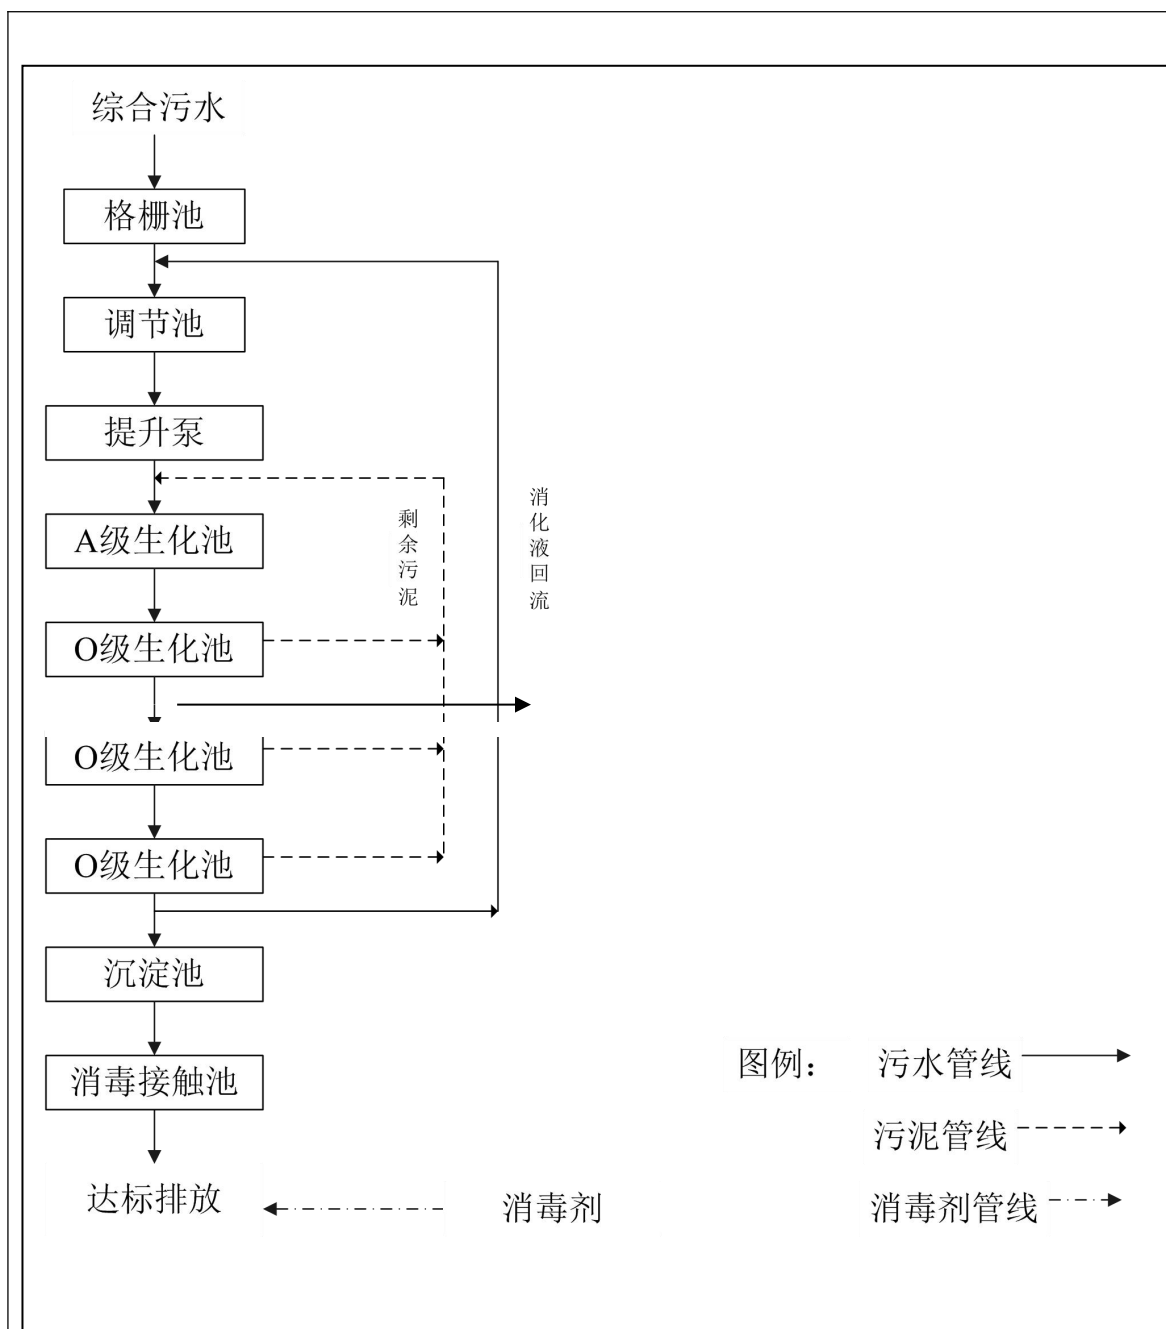 综合污水
格栅池
调节池
提升泵
A级生化池
剩余污泥
消化液回流
O级生化池
O级生化池
O级生化池
沉淀池
消毒接触池
图例： 污水管线
污泥管线
达标排放 消毒剂 消毒剂管线